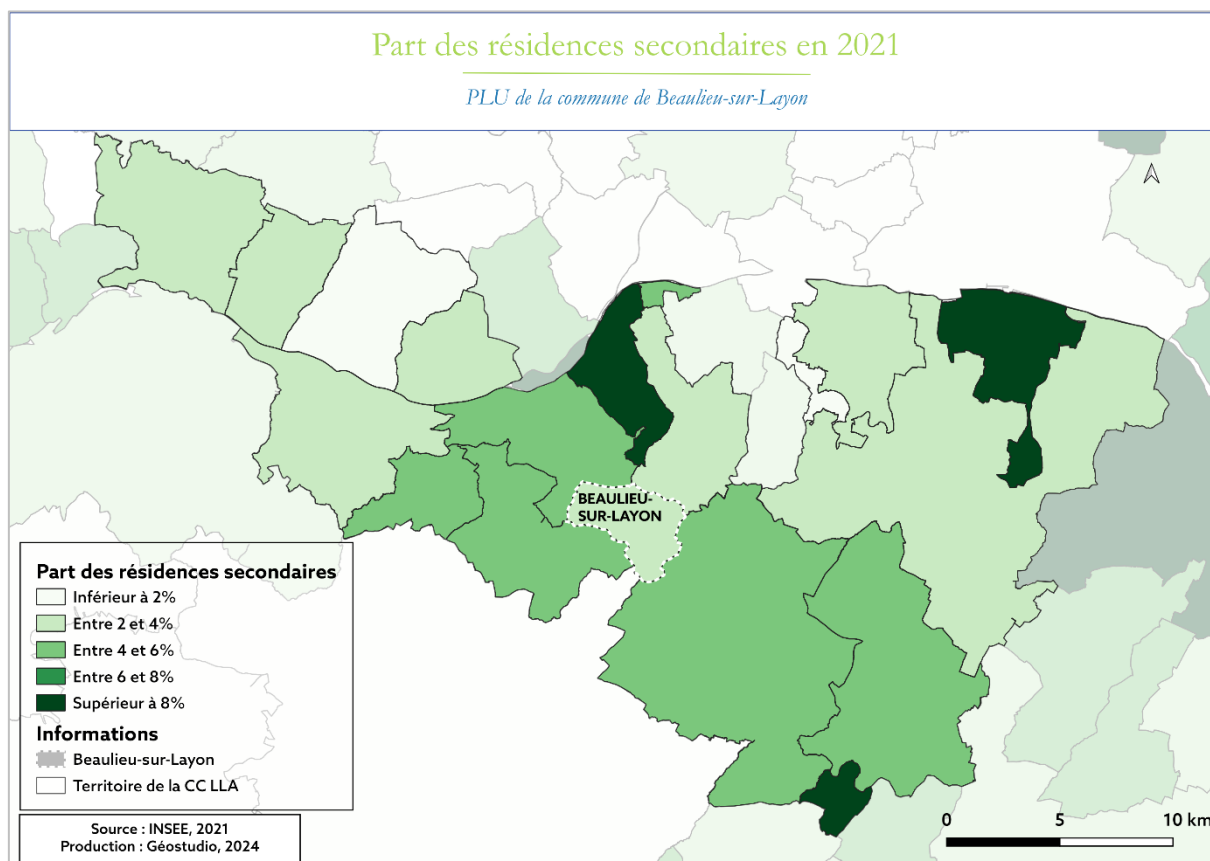 Part des résidences secondaires en 2021
PLU de la commune de Beaulieu-sur-Layon
BEAULIEU-
SUR-LAYON
Part des résidences secondaires
Inférieur à 2%
Entre 2 et 4%
Entre 4 et 6%
Entre 6 et 8%
Supérieur à 8%
Informations
Beaulieu-sur-Layon
Territoire de la CC LLA
Source : INSEE, 2021
Production : Géostudio, 2024
0 5 10 km